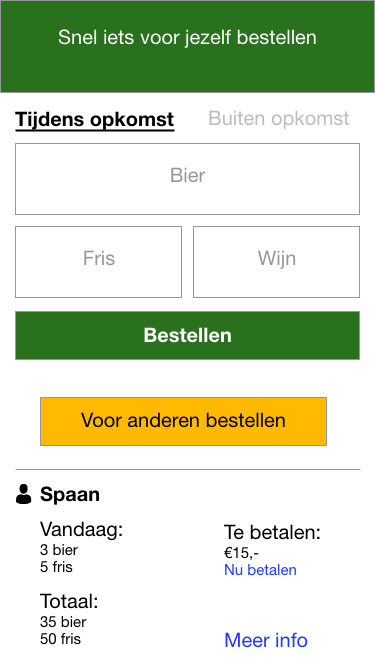 Snel iets voor jezelf bestellen
Tijdens opkomst
Buiten opkomst
Bier
Fris
Wijn
Bestellen
Voor anderen bestellen
Spaan
Vandaag:
3 bier
5 fris
Te betalen:
€15,-
Nu betalen
Totaal:
35 bier
50 fris
Meer info